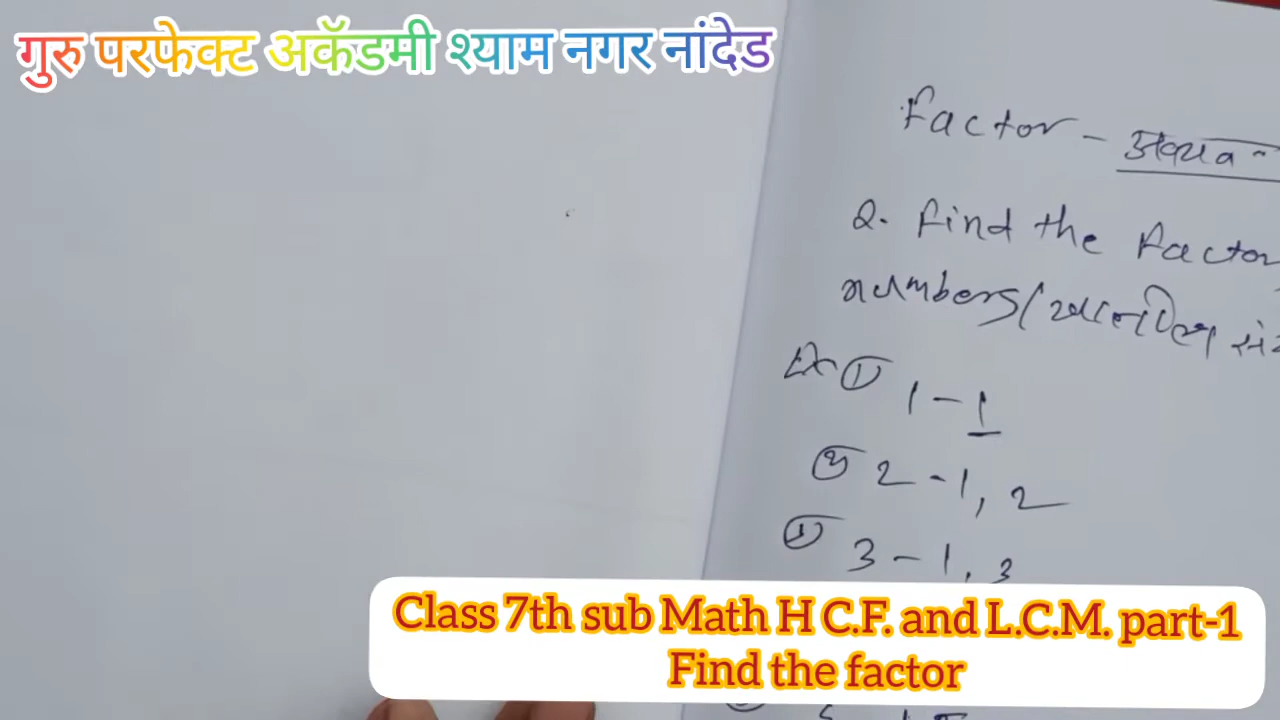 गुरु परफेक्ट अकॅडमी श्याम नगर नांदेड
Factor -
Q. Find the Factor
numbers(
Ex ① 1 - 1
② 2 - 1, 2
3 - 1, 3
Class 7th sub Math H C.F. and L.C.M. part-1
Find the factor